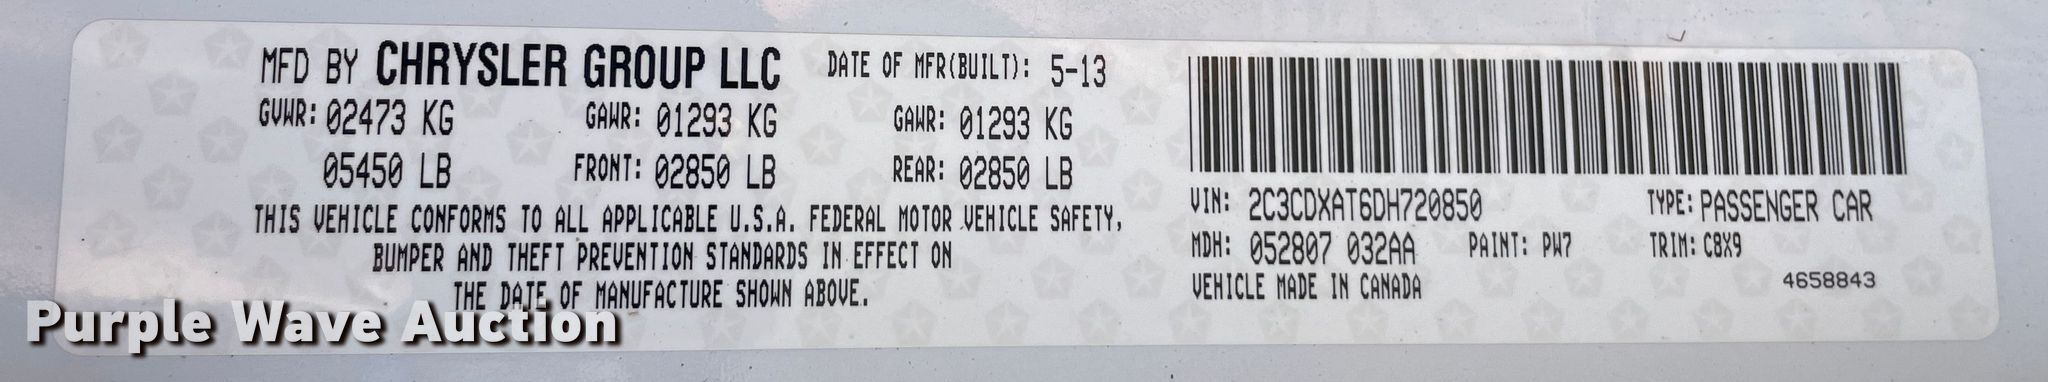 MFD BY CHRYSLER GROUP LLC DATE OF MFR(BUILT): 5-13
GVWR: 02473 KG GAWR: 01293 KG GAWR: 01293 KG
05450 LB FRONT: 02850 LB REAR: 02850 LB
THIS VEHICLE CONFORMS TO ALL APPLICABLE U.S.A. FEDERAL MOTOR VEHICLE SAFETY,
BUMPER AND THEFT PREVENTION STANDARDS IN EFFECT ON
THE DATE OF MANUFACTURE SHOWN ABOVE.
VIN: 2C3CDXAT6DH720850 TYPE: PASSENGER CAR
MDH: 052807 032AA PAINT: PW7 TRIM: C8X9
VEHICLE MADE IN CANADA 4658843
Purple Wave Auction